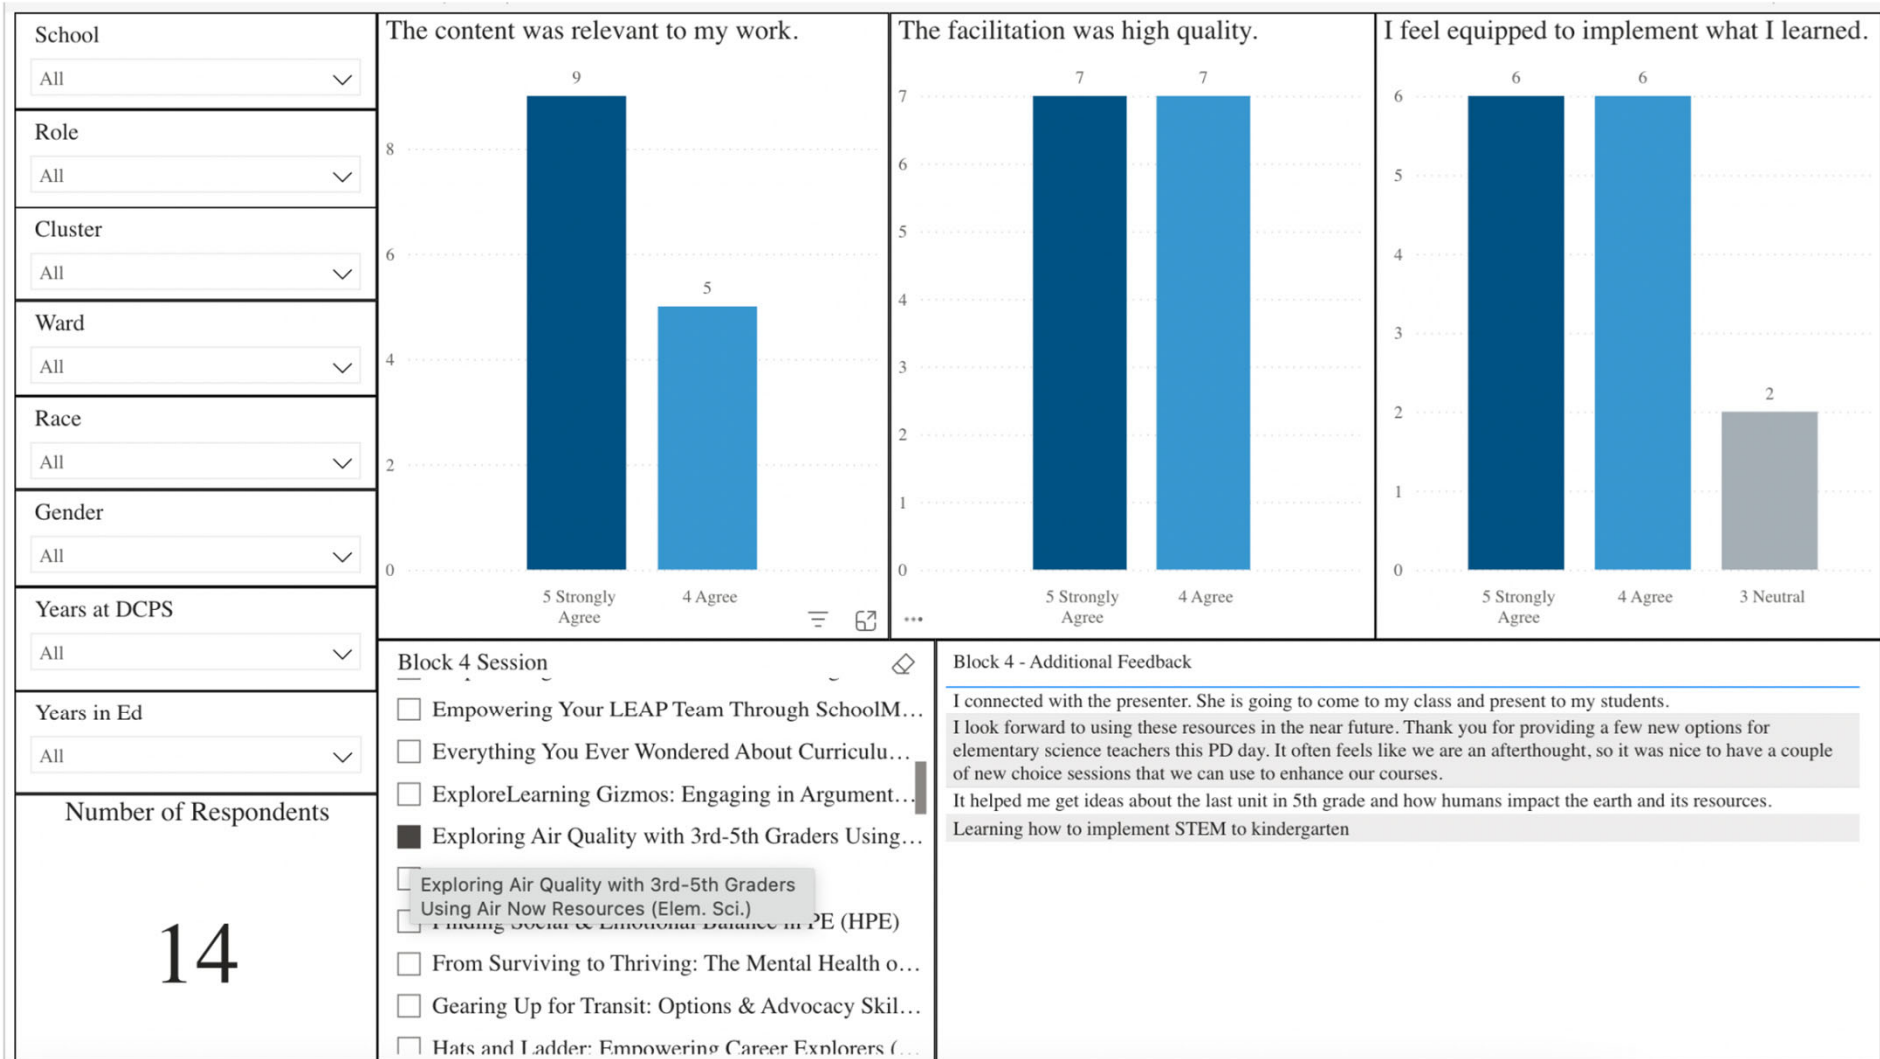 School
All
Role
All
Cluster
All
Ward
All
Race
All
Gender
All
Years at DCPS
All
Years in Ed
All
Number of Respondents
14
The content was relevant to my work.
9
5
8
6
4
2
0
5 Strongly
Agree
4 Agree
The facilitation was high quality.
7
7
7
6
5
4
3
2
1
0
5 Strongly
Agree
4 Agree
I feel equipped to implement what I learned.
6
6
2
6
5
4
3
2
1
0
5 Strongly
Agree
4 Agree
3 Neutral
Block 4 Session
Empowering Your LEAP Team Through SchoolM...
Everything You Ever Wondered About Curriculu...
ExploreLearning Gizmos: Engaging in Argument...
Exploring Air Quality with 3rd-5th Graders Using...
Exploring Air Quality with 3rd-5th Graders
Using Air Now Resources (Elem. Sci.)
Finding Social & Emotional Balance in PE (HPE)
From Surviving to Thriving: The Mental Health o...
Gearing Up for Transit: Options & Advocacy Skil...
Hats and Ladder: Empowering Career Explorers (...
Block 4 - Additional Feedback
I connected with the presenter. She is going to come to my class and present to my students.
I look forward to using these resources in the near future. Thank you for providing a few new options for
elementary science teachers this PD day. It often feels like we are an afterthought, so it was nice to have a couple
of new choice sessions that we can use to enhance our courses.
It helped me get ideas about the last unit in 5th grade and how humans impact the earth and its resources.
Learning how to implement STEM to kindergarten